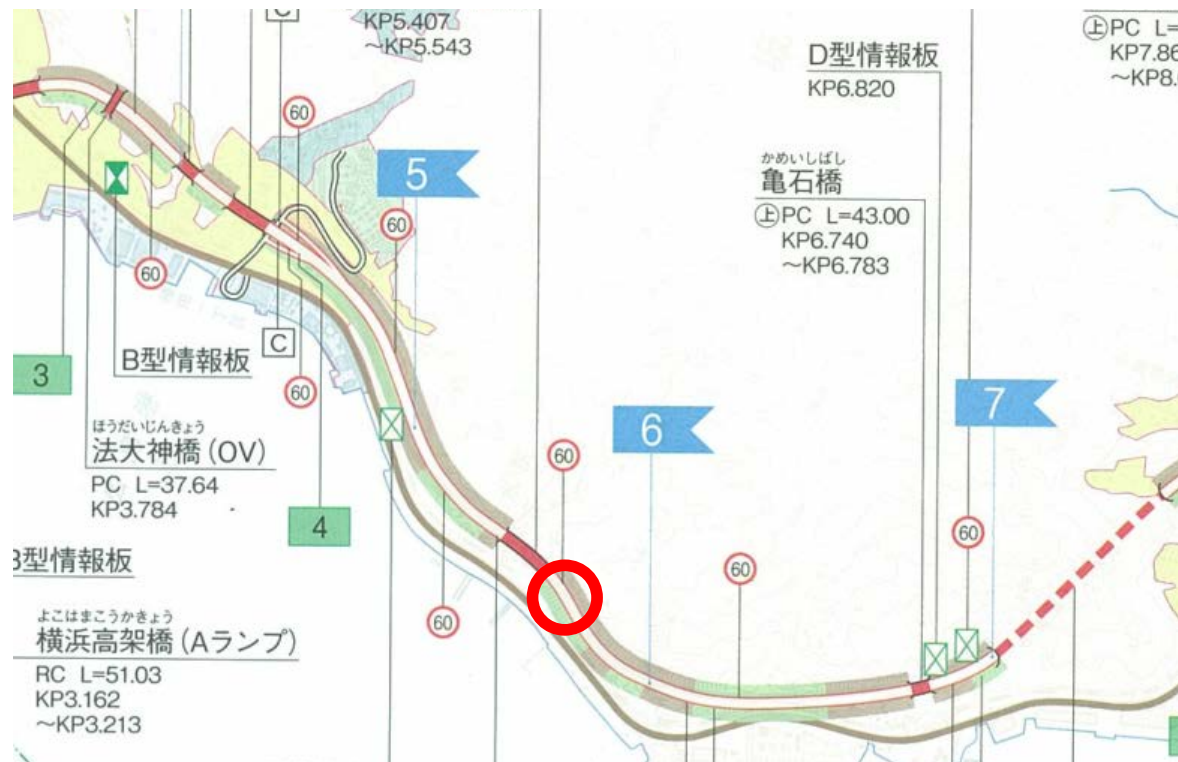 C
KP5.407
～KP5.543
上PC L=
KP7.86
～KP8.
D型情報板
KP6.820
60
5
かめいしばし
亀石橋
上PC L=43.00
KP6.740
～KP6.783
60
60
C
B型情報板
3
60
7
6
ほうだいじんきょう
法大神橋(OV)
PC L=37.64
KP3.784
4
60
60
B型情報板
60
よこはまこうかきょう
横浜高架橋(Aランプ)
RC L=51.03
KP3.162
～KP3.213
60